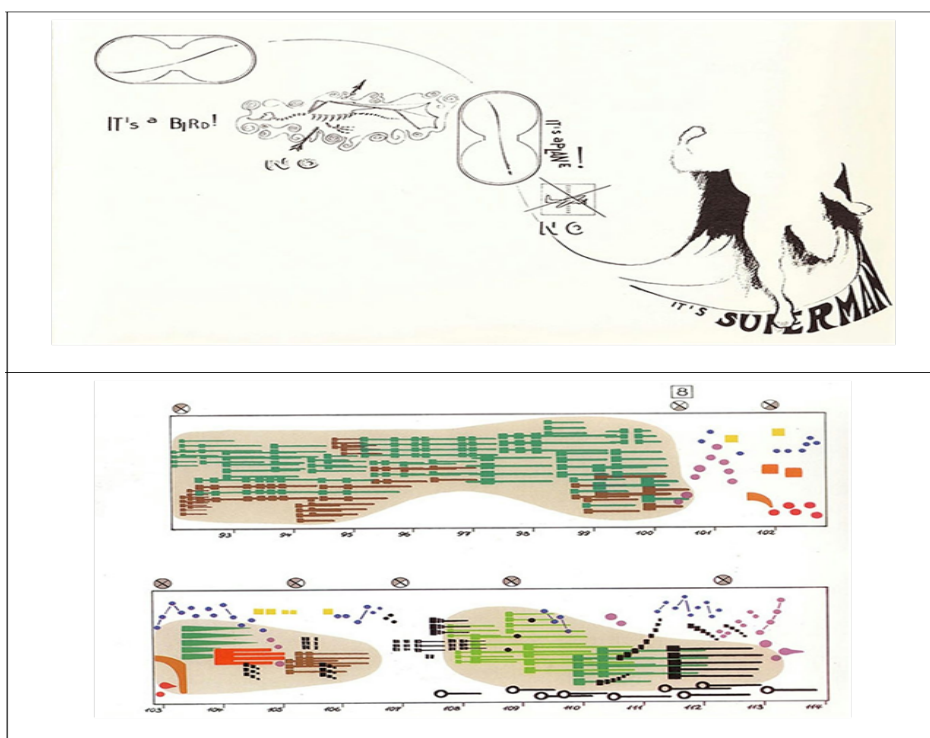 IT's a BIRD!
NO
IT's a PLANE!
NO
IT'S SUPERMAN
8
93 94 95 96 97 98 99 100 101 102
103 104 105 106 107 108 109 110 111 112 113 114